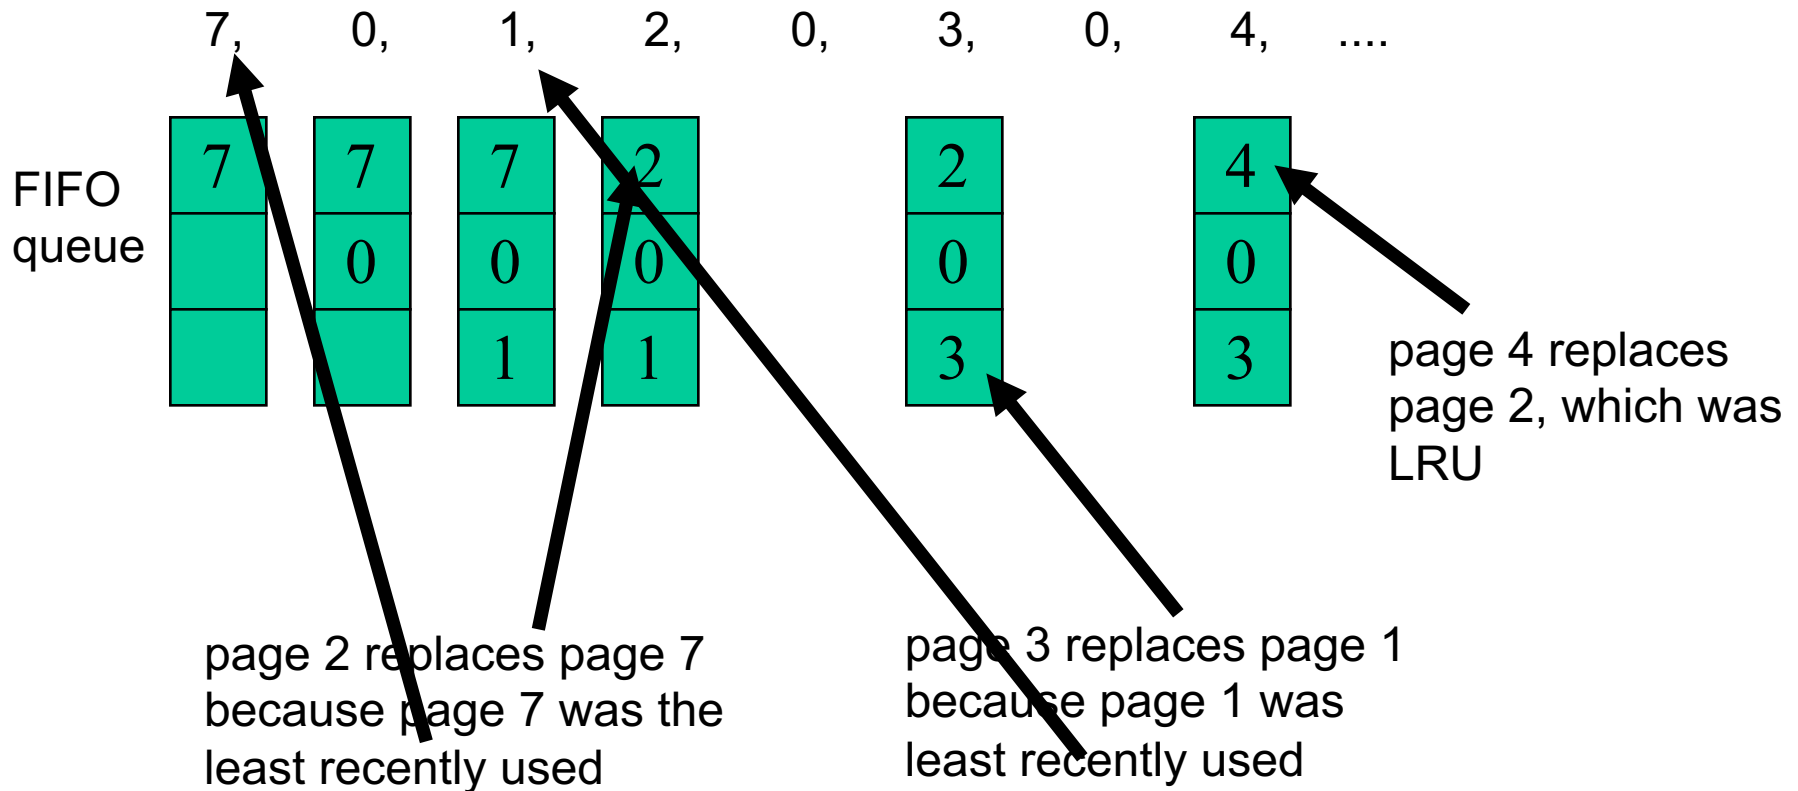 7, 0, 1, 2, 0, 3, 0, 4, ....
FIFO
queue
7 7 7 2 2 4
0 0 0 0 0
1 1 3 3
page 4 replaces
page 2, which was
LRU
page 2 replaces page 7
because page 7 was the
least recently used
page 3 replaces page 1
because page 1 was
least recently used